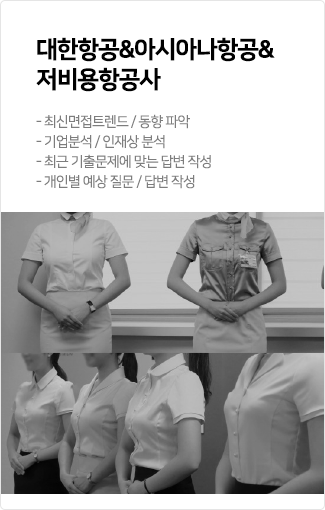 대한항공&아시아나항공&
저비용항공사
- 최신면접트렌드 / 동향 파악
- 기업분석 / 인재상 분석
- 최근 기출문제에 맞는 답변 작성
- 개인별 예상 질문 / 답변 작성